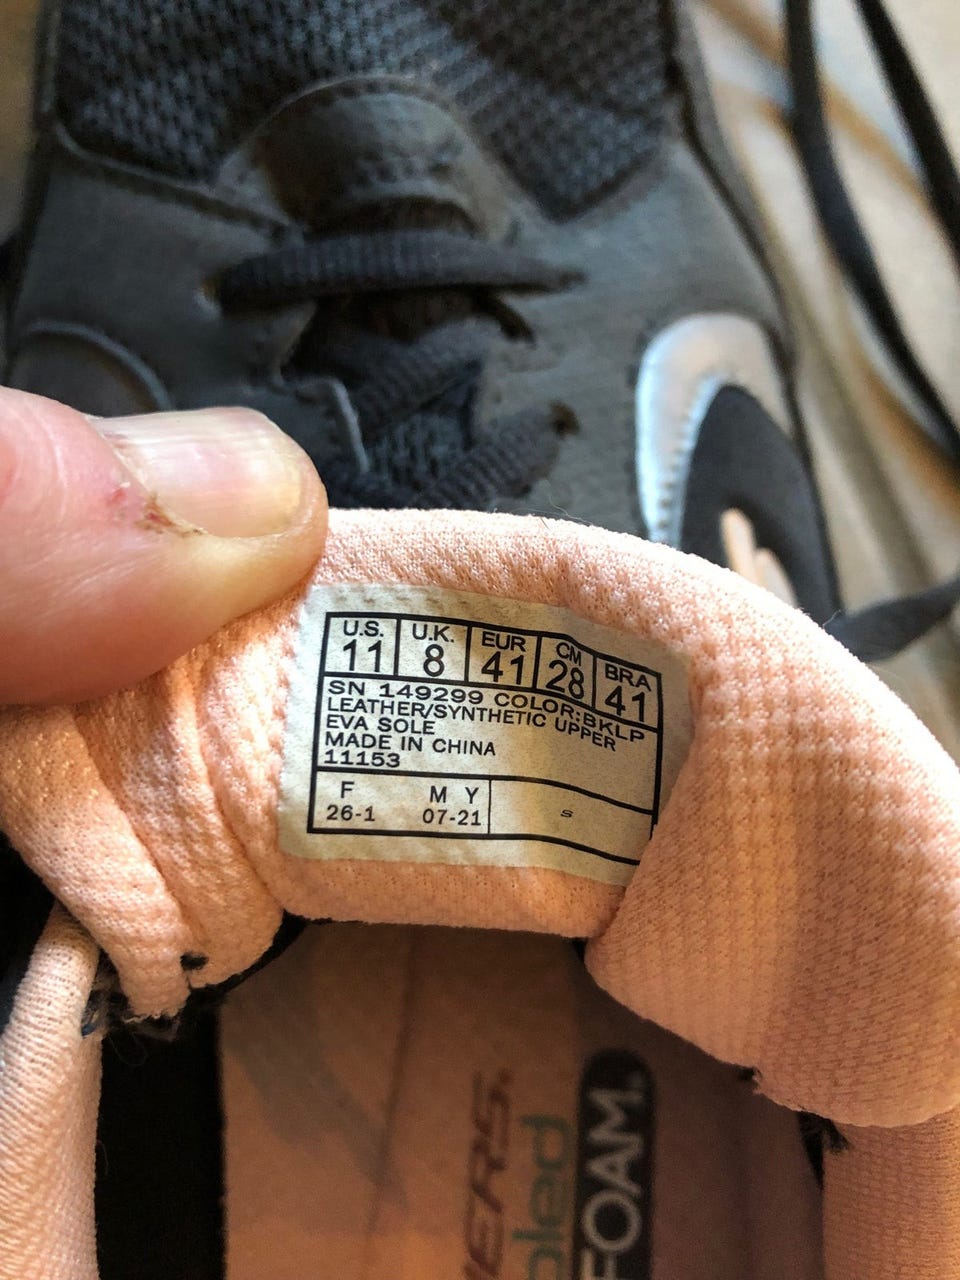 U.S. U.K. EUR CM BRA
11 8 41 28 41
SN 149299 COLOR:BKLP
LEATHER/SYNTHETIC UPPER
EVA SOLE
MADE IN CHINA
11153
F M Y
26-1 07-21 S
FOAM.